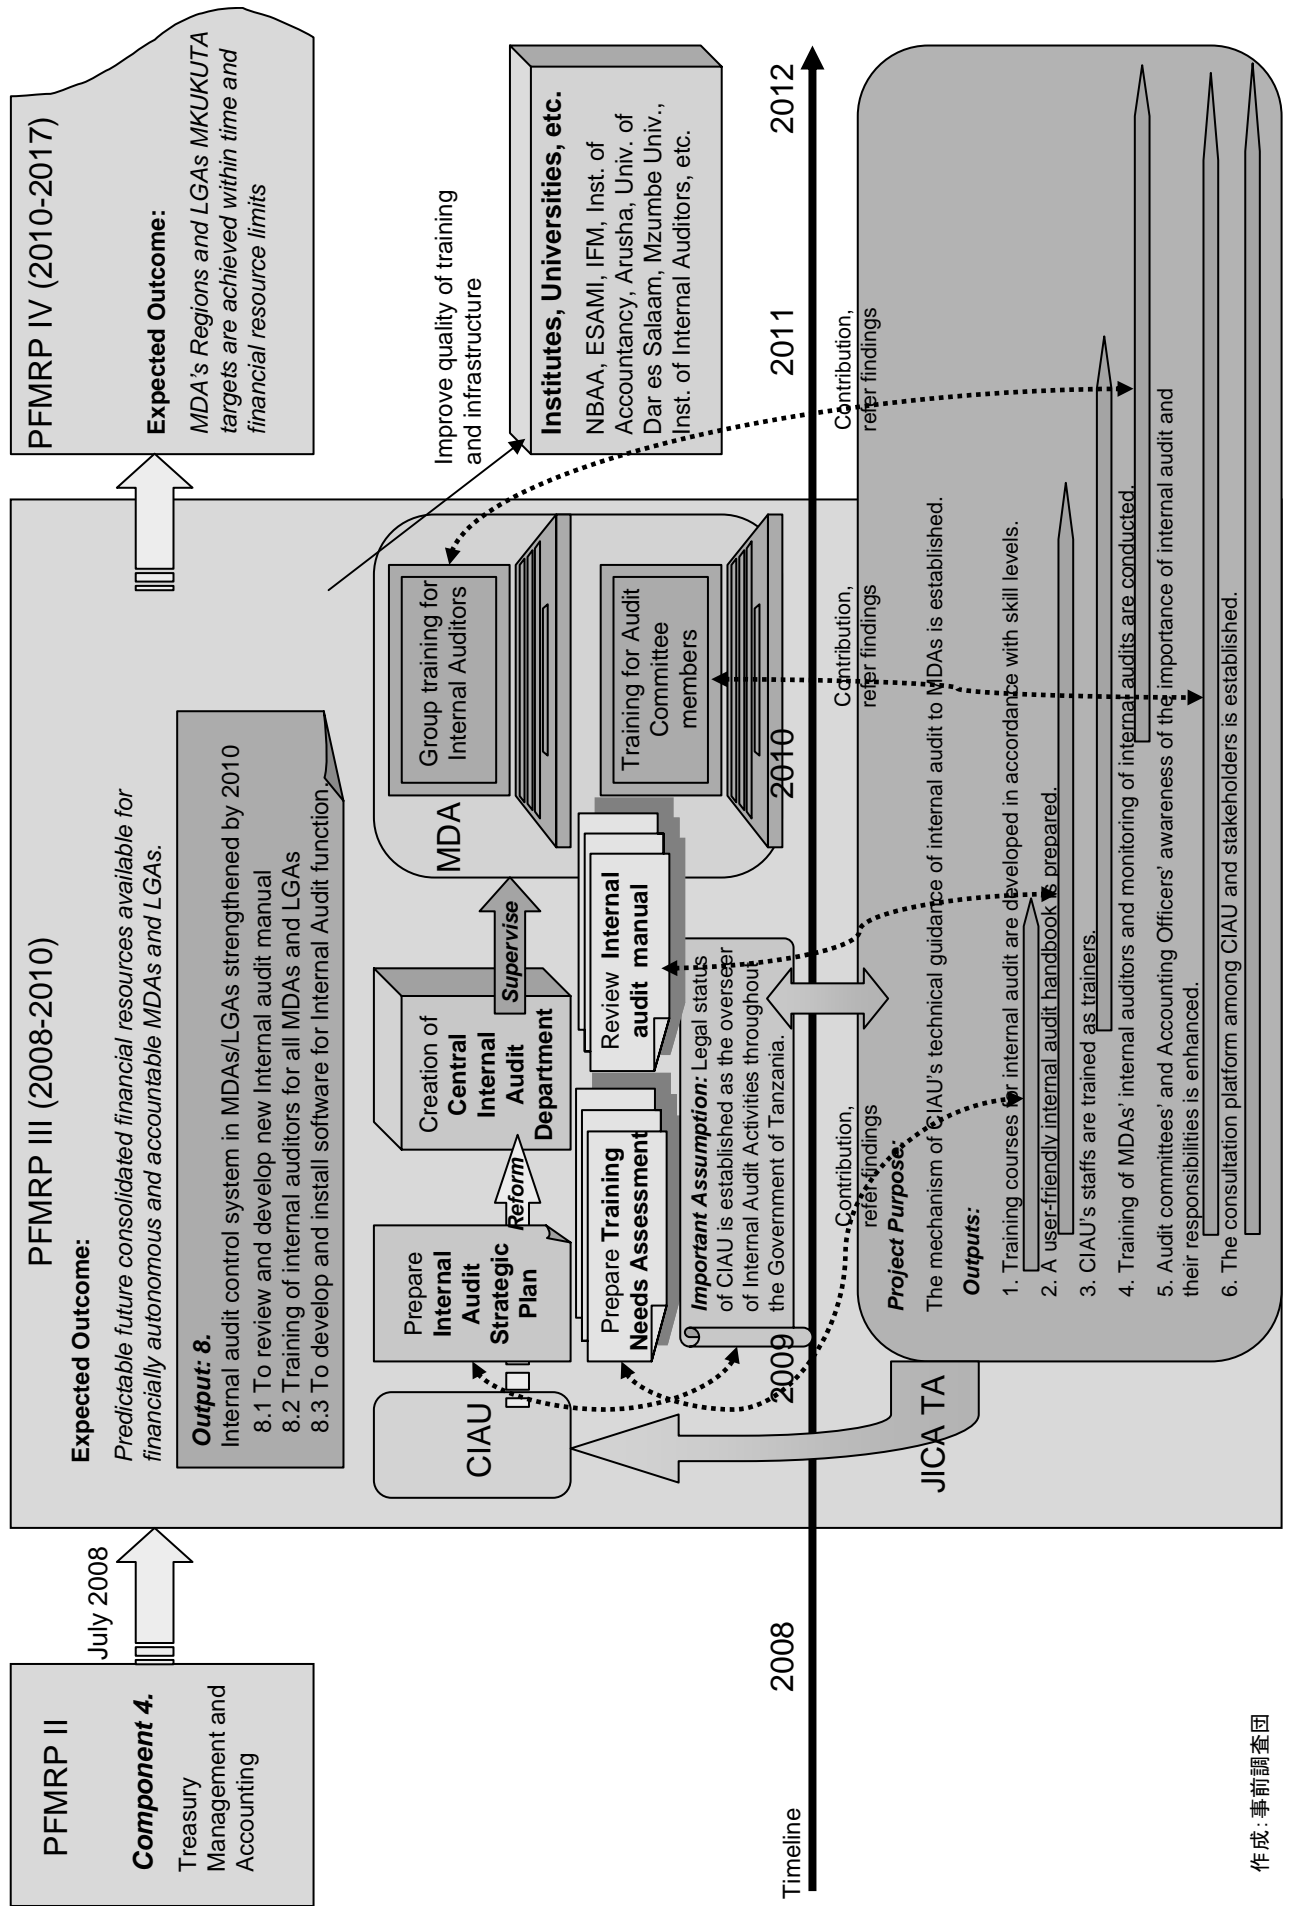 PFMRP II
Component 4.
Treasury
Management and
Accounting
July 2008
PFMRP III (2008-2010)
Expected Outcome:
Predictable future consolidated financial resources available for
financially autonomous and accountable MDAs and LGAs.
Output: 8.
Internal audit control system in MDAs/LGAs strengthened by 2010
8.1 To review and develop new Internal audit manual
8.2 Training of internal auditors for all MDAs and LGAs
8.3 To develop and install software for Internal Audit function.
PFMRP IV (2010-2017)
Expected Outcome:
MDA's Regions and LGAs MKUKUTA
targets are achieved within time and
financial resource limits
CIAU
Prepare
Internal
Audit
Strategic
Plan
Reform
Creation of
Central
Internal
Audit
Department
Supervise
MDA
Group training for
Internal Auditors
Training for Audit
Committee
members
Improve quality of training
and infrastructure
Institutes, Universities, etc.
NBAA, ESAMI, IFM, Inst. of
Accountancy, Arusha, Univ. of
Dar es Salaam, Mzumbe Univ.,
Inst. of Internal Auditors, etc.
Prepare Training
Needs Assessment
Review Internal
audit manual
Important Assumption: Legal status
of CIAU is established as the overseer
of Internal Audit Activities throughout
the Government of Tanzania.
Timeline
2008
2009
2010
2011
2012
Contribution,
refer findings
Contribution,
refer findings
Contribution,
refer findings
JICA TA
Project Purpose:
The mechanism of CIAU's technical guidance of internal audit to MDAs is established.
Outputs:
1. Training courses for internal audit are developed in accordance with skill levels.
2. A user-friendly internal audit handbook is prepared.
3. CIAU's staffs are trained as trainers.
4. Training of MDAs' internal auditors and monitoring of internal audits are conducted.
5. Audit committees' and Accounting Officers' awareness of the importance of internal audit and
their responsibilities is enhanced.
6. The consultation platform among CIAU and stakeholders is established.
作成：事前調査団